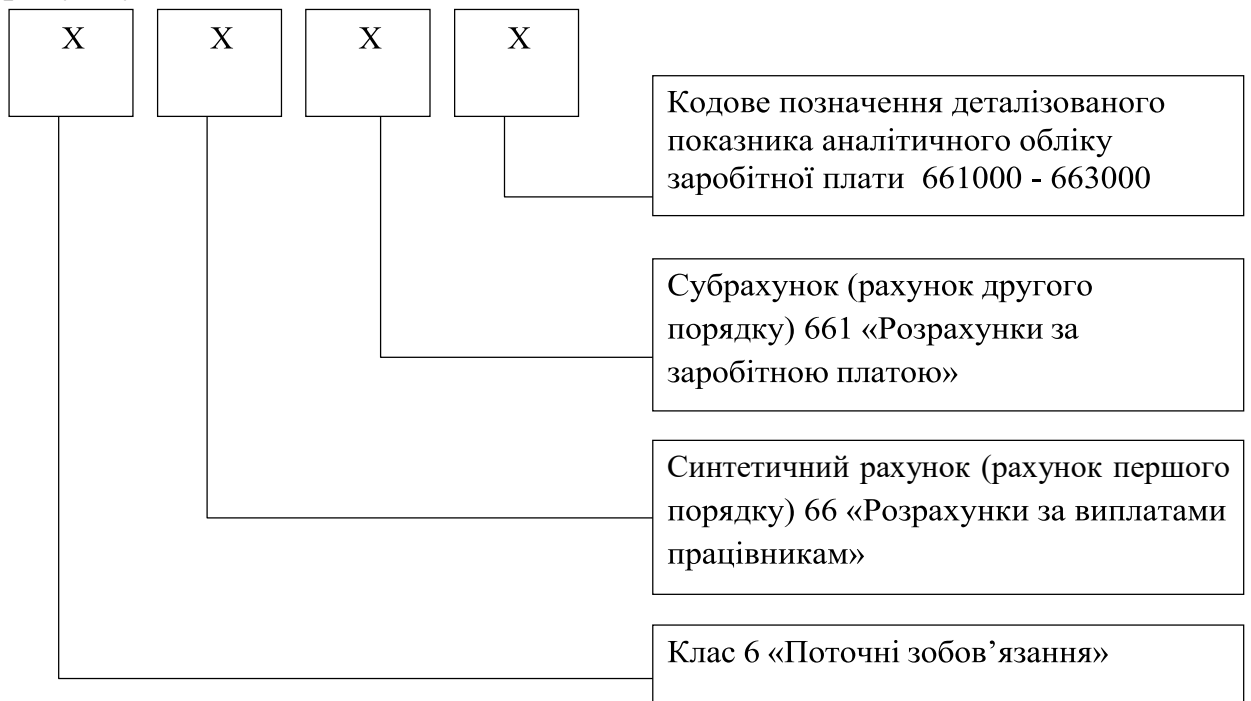 Х Х Х Х
Кодове позначення деталізованого
показника аналітичного обліку
заробітної плати 661000 - 663000
Субрахунок (рахунок другого
порядку) 661 «Розрахунки за
заробітною платою»
Синтетичний рахунок (рахунок першого
порядку) 66 «Розрахунки за виплатами
працівникам»
Клас 6 «Поточні зобов’язання»